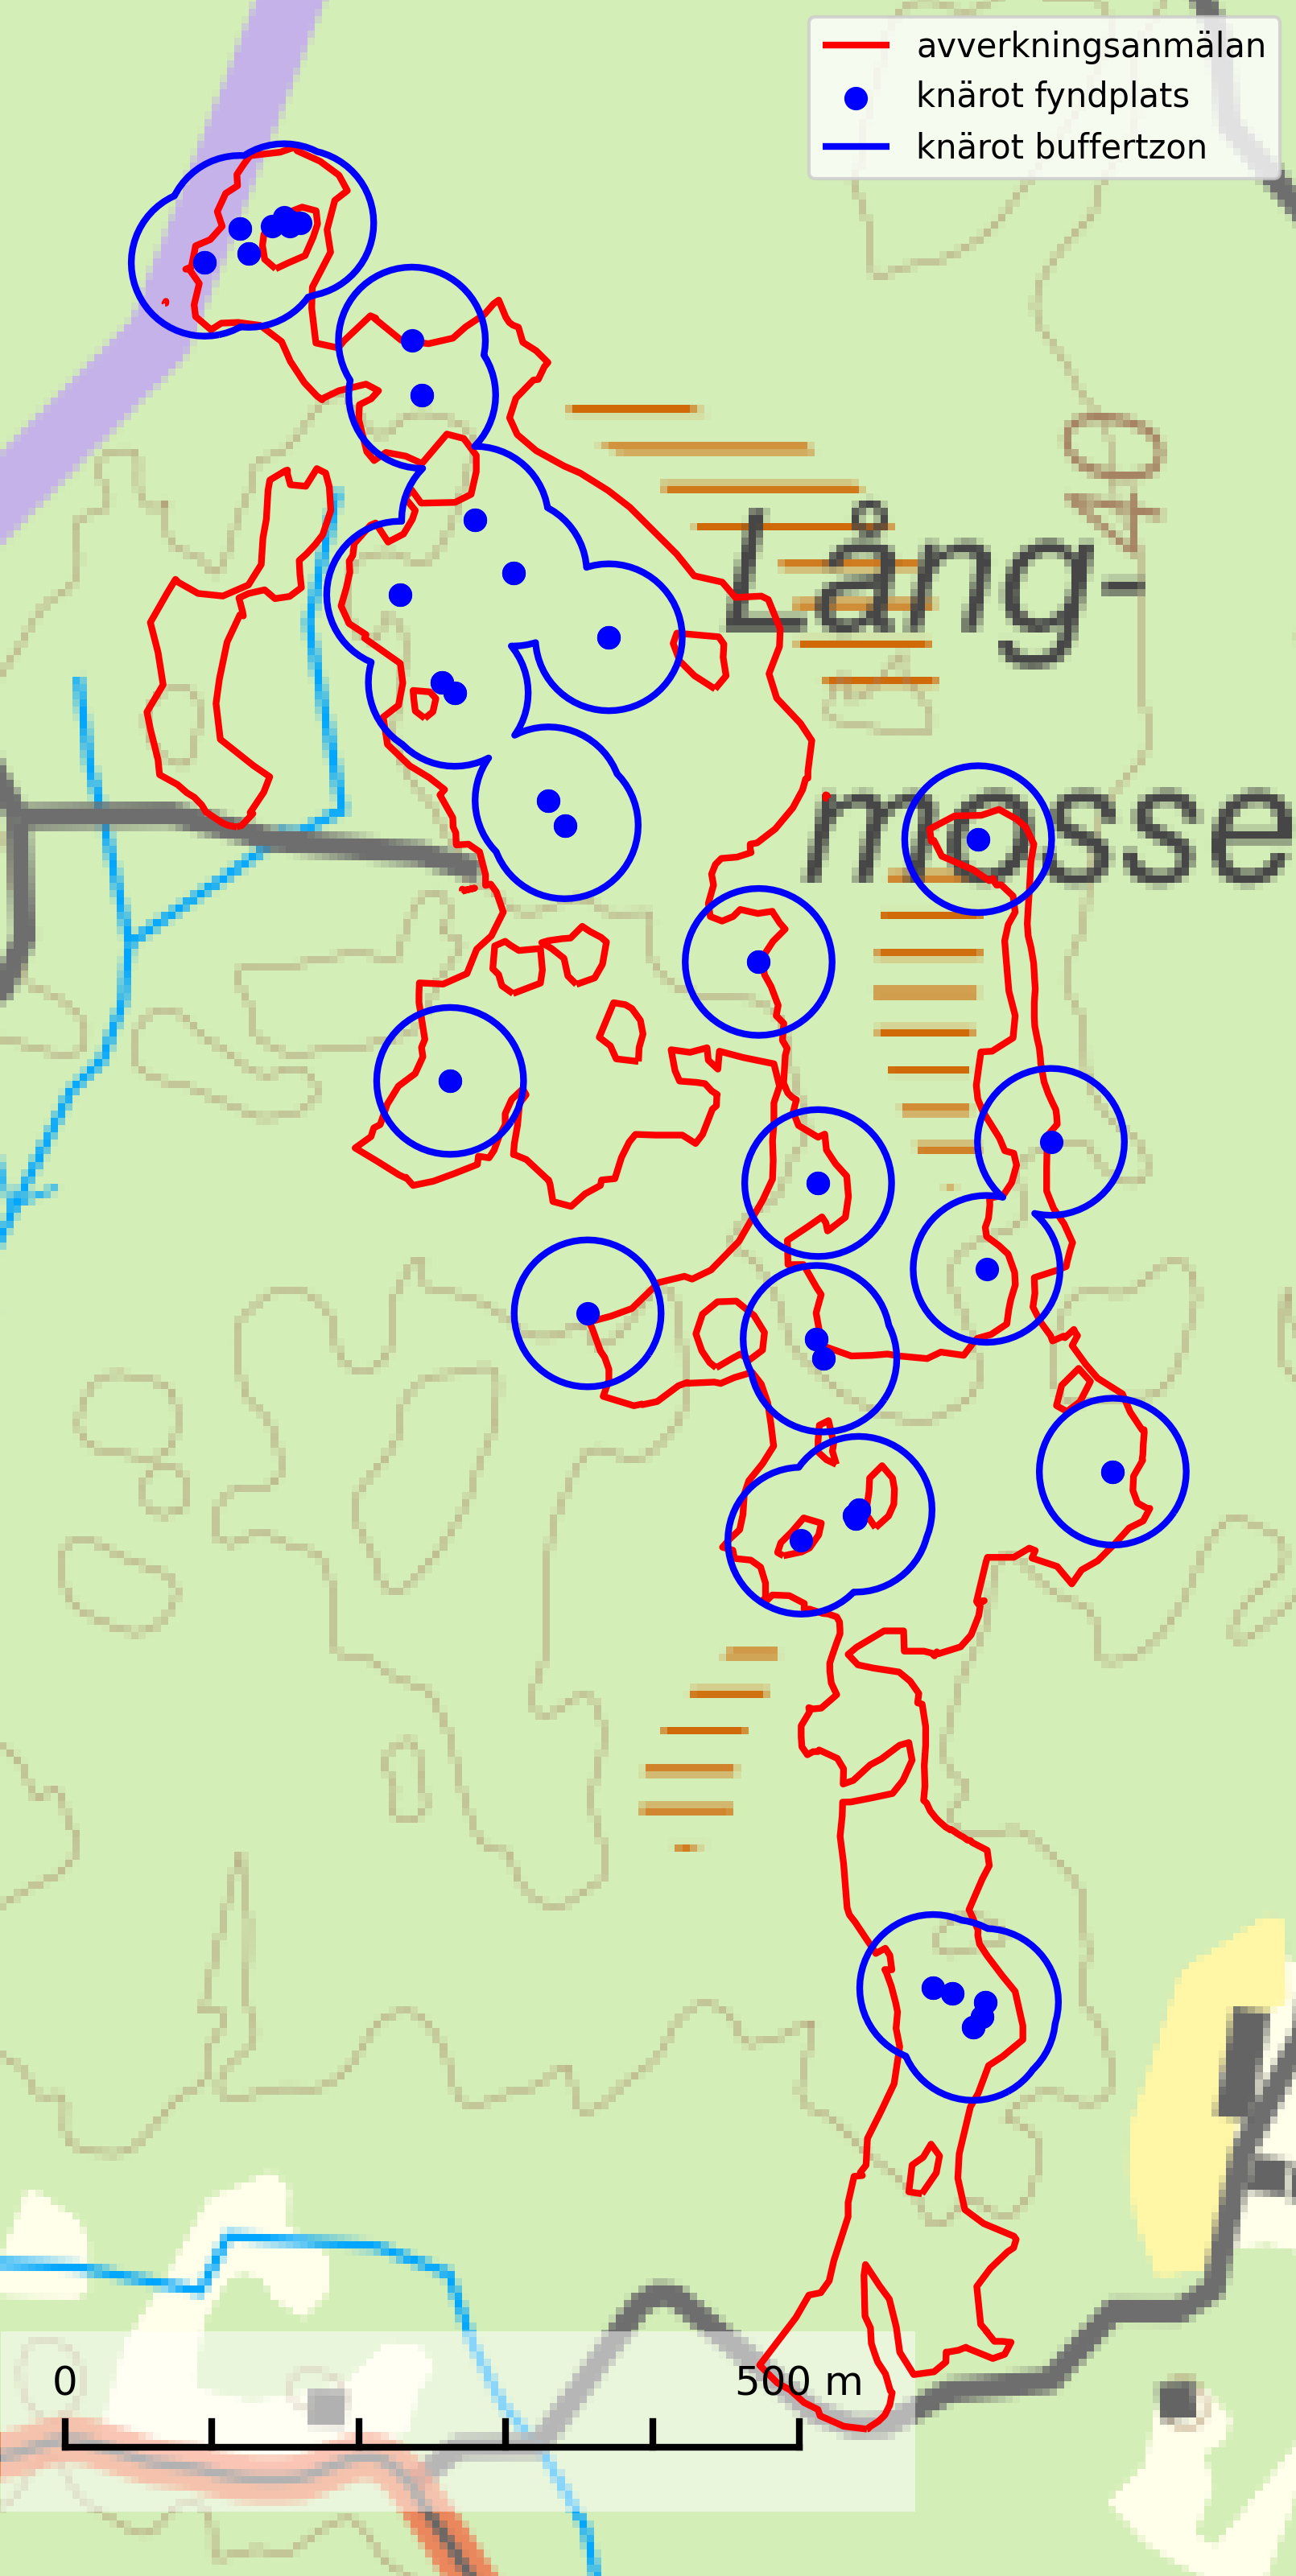 avverkningsanmälan
knärot fyndplats
knärot buffertzon
40
Lång-
mosse
0 500 m